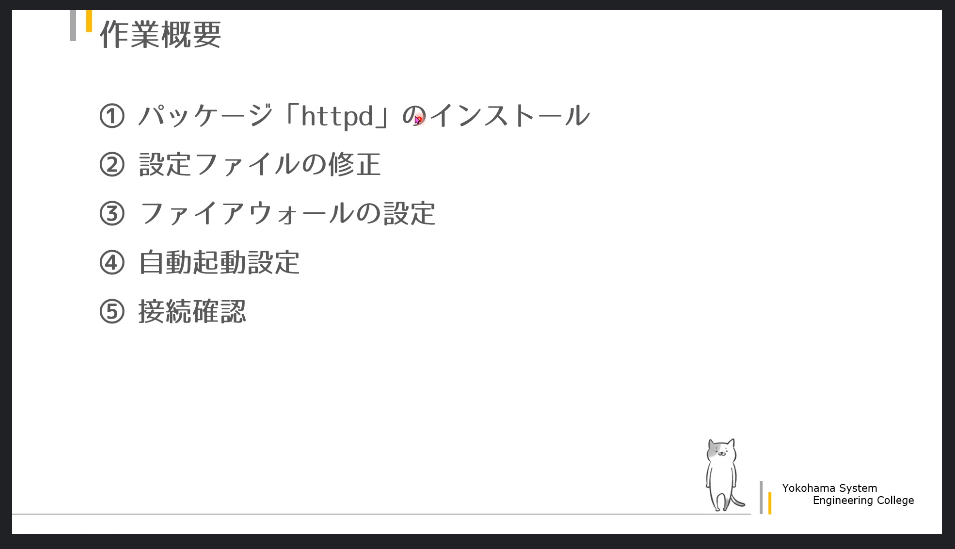 作業概要
① パッケージ「httpd」のインストール
② 設定ファイルの修正
③ ファイアウォールの設定
④ 自動起動設定
⑤ 接続確認
Yokohama System
Engineering College